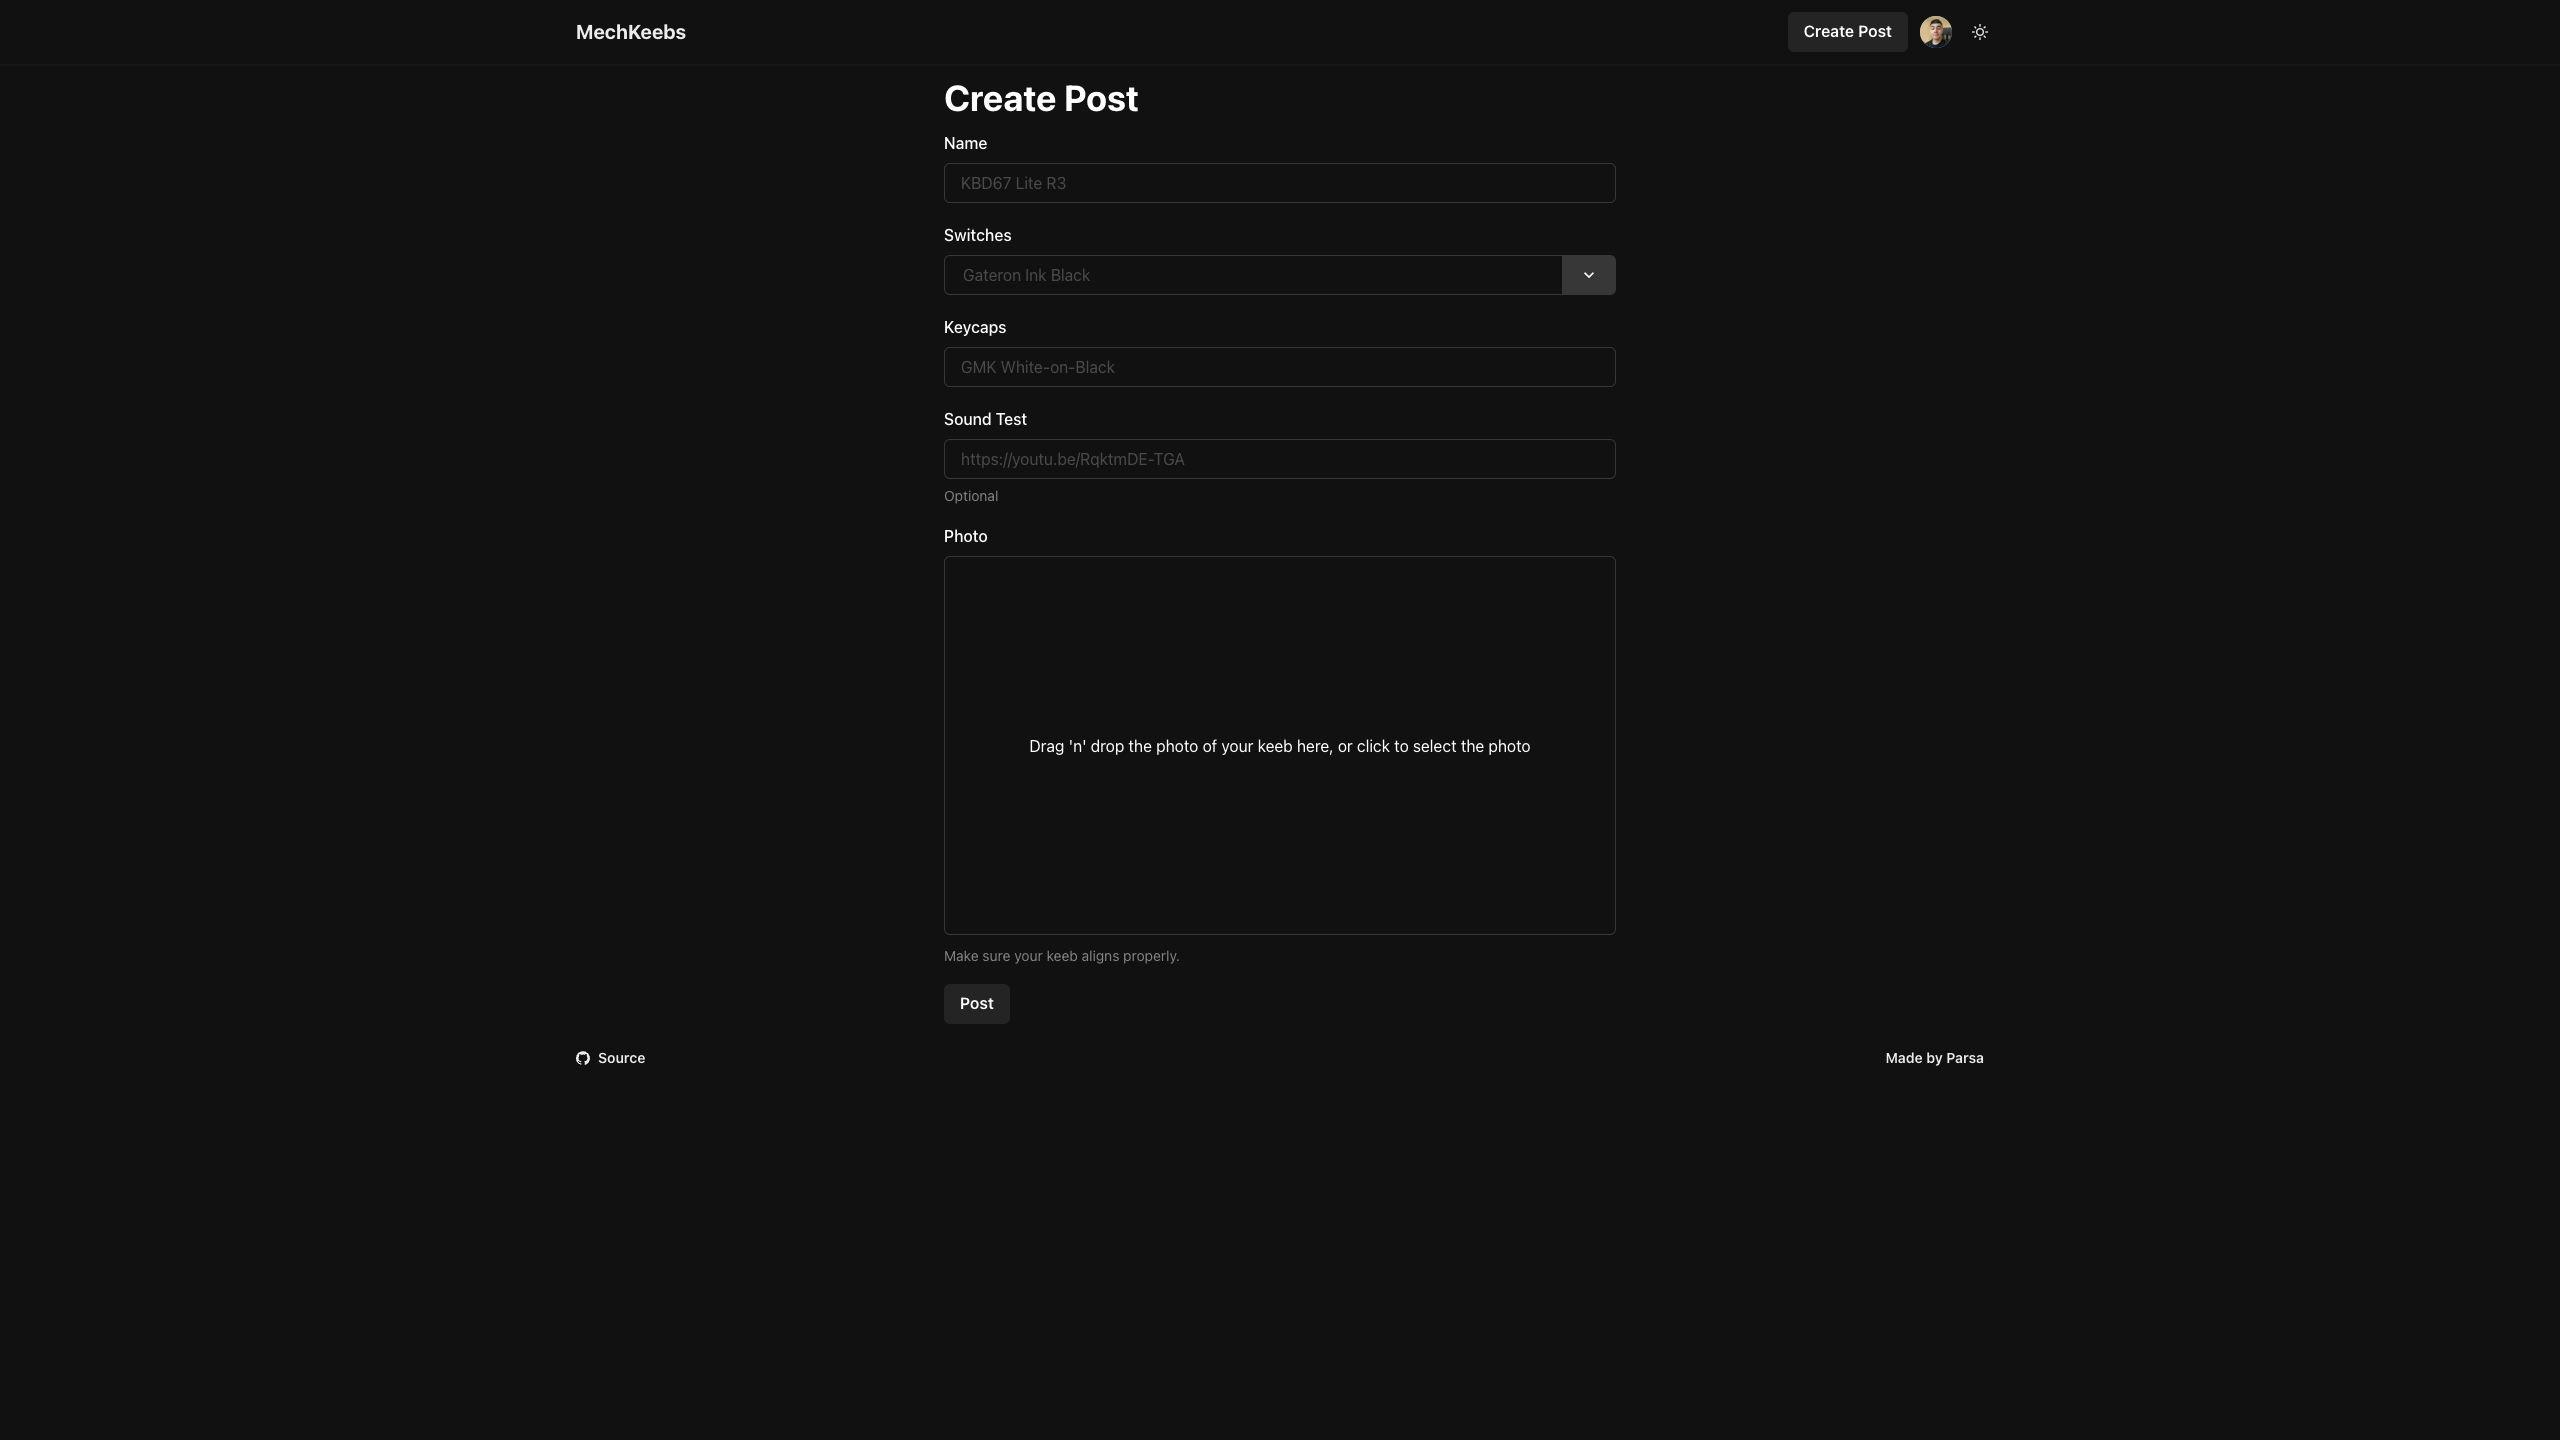 MechKeebs
Create Post
Create Post
Name
KBD67 Lite R3
Switches
Gateron Ink Black
Keycaps
GMK White-on-Black
Sound Test
https://youtu.be/RqktmDE-TGA
Optional
Photo
Drag 'n' drop the photo of your keeb here, or click to select the photo
Make sure your keeb aligns properly.
Post
Source
Made by Parsa